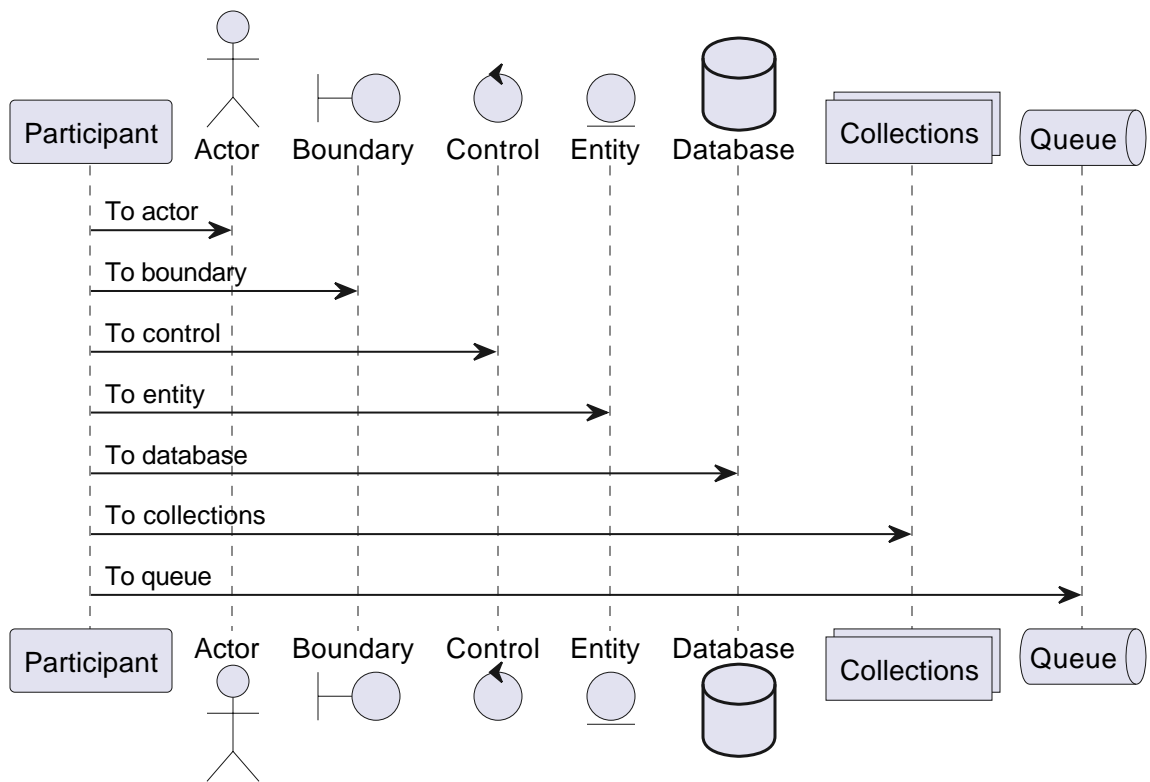 Participant
Actor
Boundary
Control
Entity
Database
Collections
Queue
To actor
To boundary
To control
To entity
To database
To collections
To queue
Participant
Actor
Boundary
Control
Entity
Database
Collections
Queue